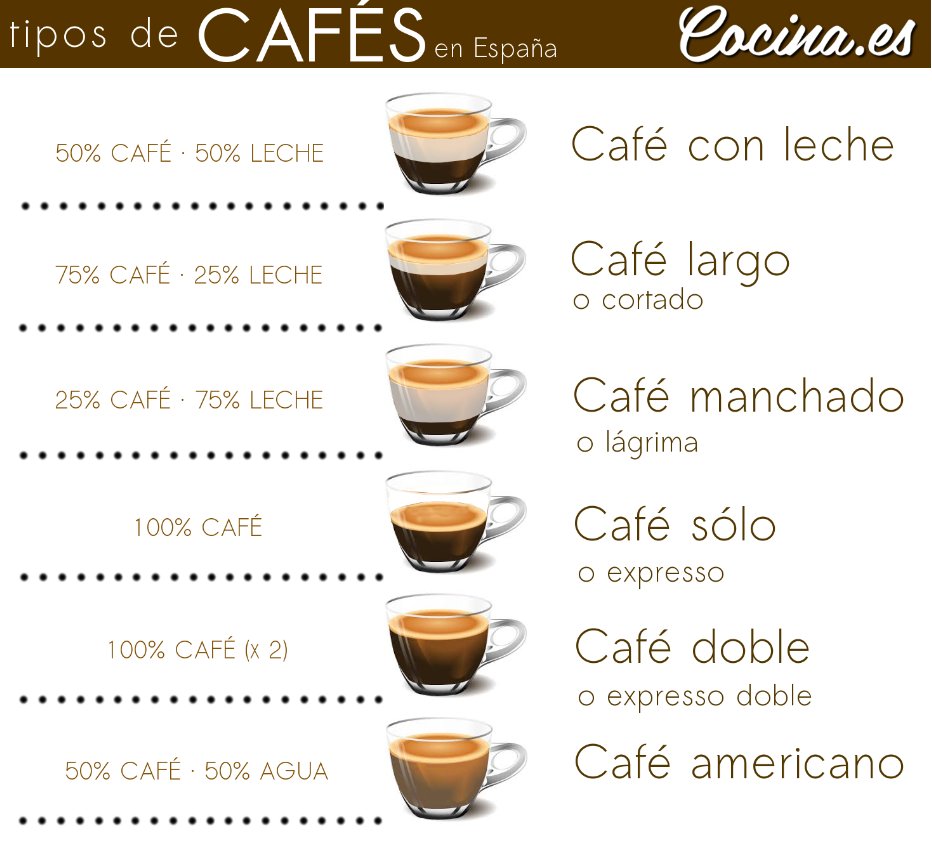 tipos de CAFÉS en España
Cocina.es
50% CAFÉ · 50% LECHE
Café con leche
75% CAFÉ · 25% LECHE
Café largo
o cortado
25% CAFÉ · 75% LECHE
Café manchado
o lágrima
100% CAFÉ
Café sólo
o expresso
100% CAFÉ (x 2)
Café doble
o expresso doble
50% CAFÉ · 50% AGUA
Café americano